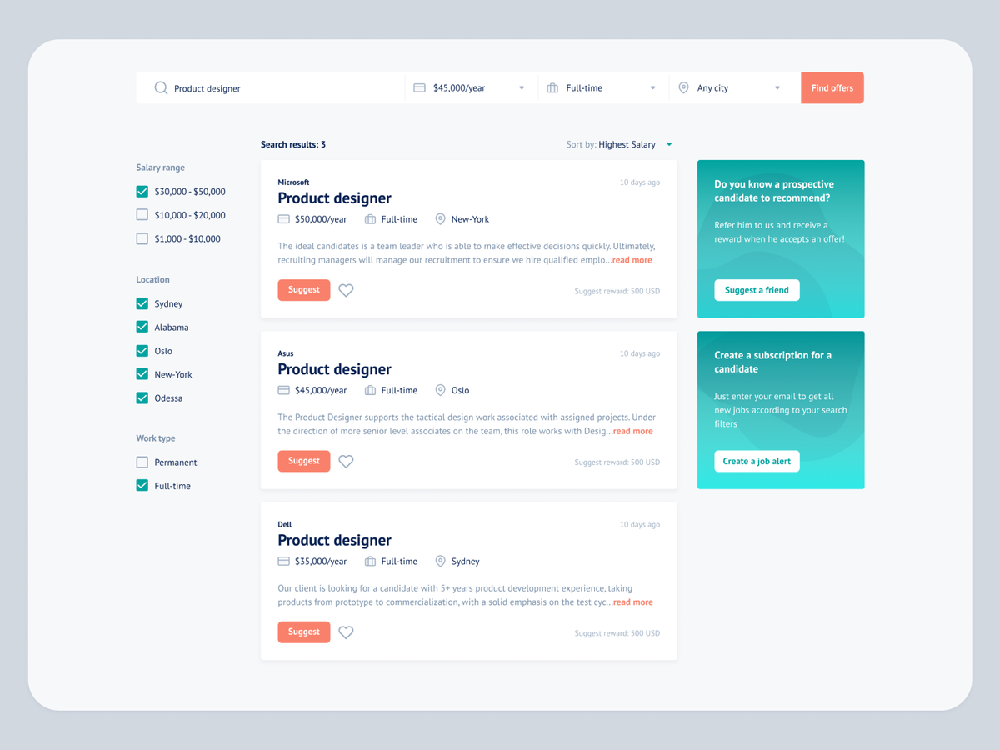 Product designer
$45,000/year
Full-time
Any city
Find offers
Search results: 3
Sort by: Highest Salary
Salary range
$30,000 - $50,000
$10,000 - $20,000
$1,000 - $10,000
Location
Sydney
Alabama
Oslo
New-York
Odessa
Work type
Permanent
Full-time
Microsoft
10 days ago
Product designer
$50,000/year
Full-time
New-York
The ideal candidates is a team leader who is able to make effective decisions quickly. Ultimately,
recruiting managers will manage our recruitment to ensure we hire qualified emplo...read more
Suggest
Suggest reward: 500 USD
Asus
10 days ago
Product designer
$45,000/year
Full-time
Oslo
The Product Designer supports the tactical design work associated with assigned projects. Under
the direction of more senior level associates on the team, this role works with Desig...read more
Suggest
Suggest reward: 500 USD
Dell
10 days ago
Product designer
$35,000/year
Full-time
Sydney
Our client is looking for a candidate with 5+ years product development experience, taking
products from prototype to commercialization, with a solid emphasis on the test cyc...read more
Suggest
Suggest reward: 500 USD
Do you know a prospective
candidate to recommend?
Refer him to us and receive a
reward when he accepts an offer!
Suggest a friend
Create a subscription for a
candidate
Just enter your email to get all
new jobs according to your search
filters
Create a job alert